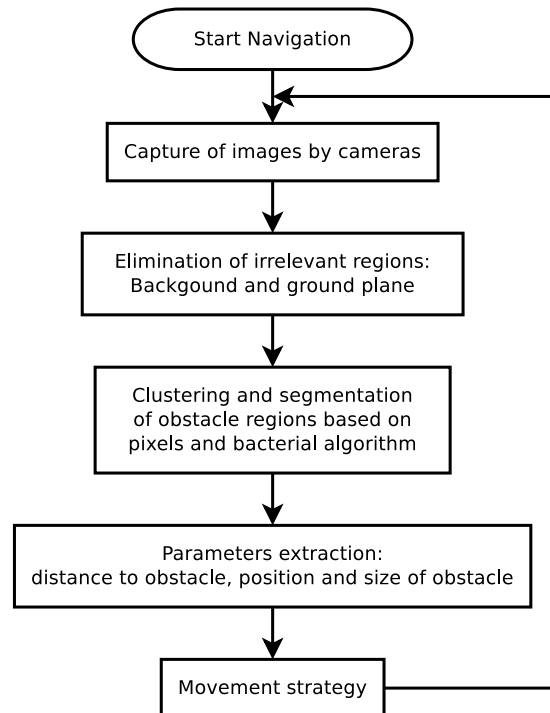 Start Navigation
Capture of images by cameras
Elimination of irrelevant regions:
Backgound and ground plane
Clustering and segmentation
of obstacle regions based on
pixels and bacterial algorithm
Parameters extraction:
distance to obstacle, position and size of obstacle
Movement strategy